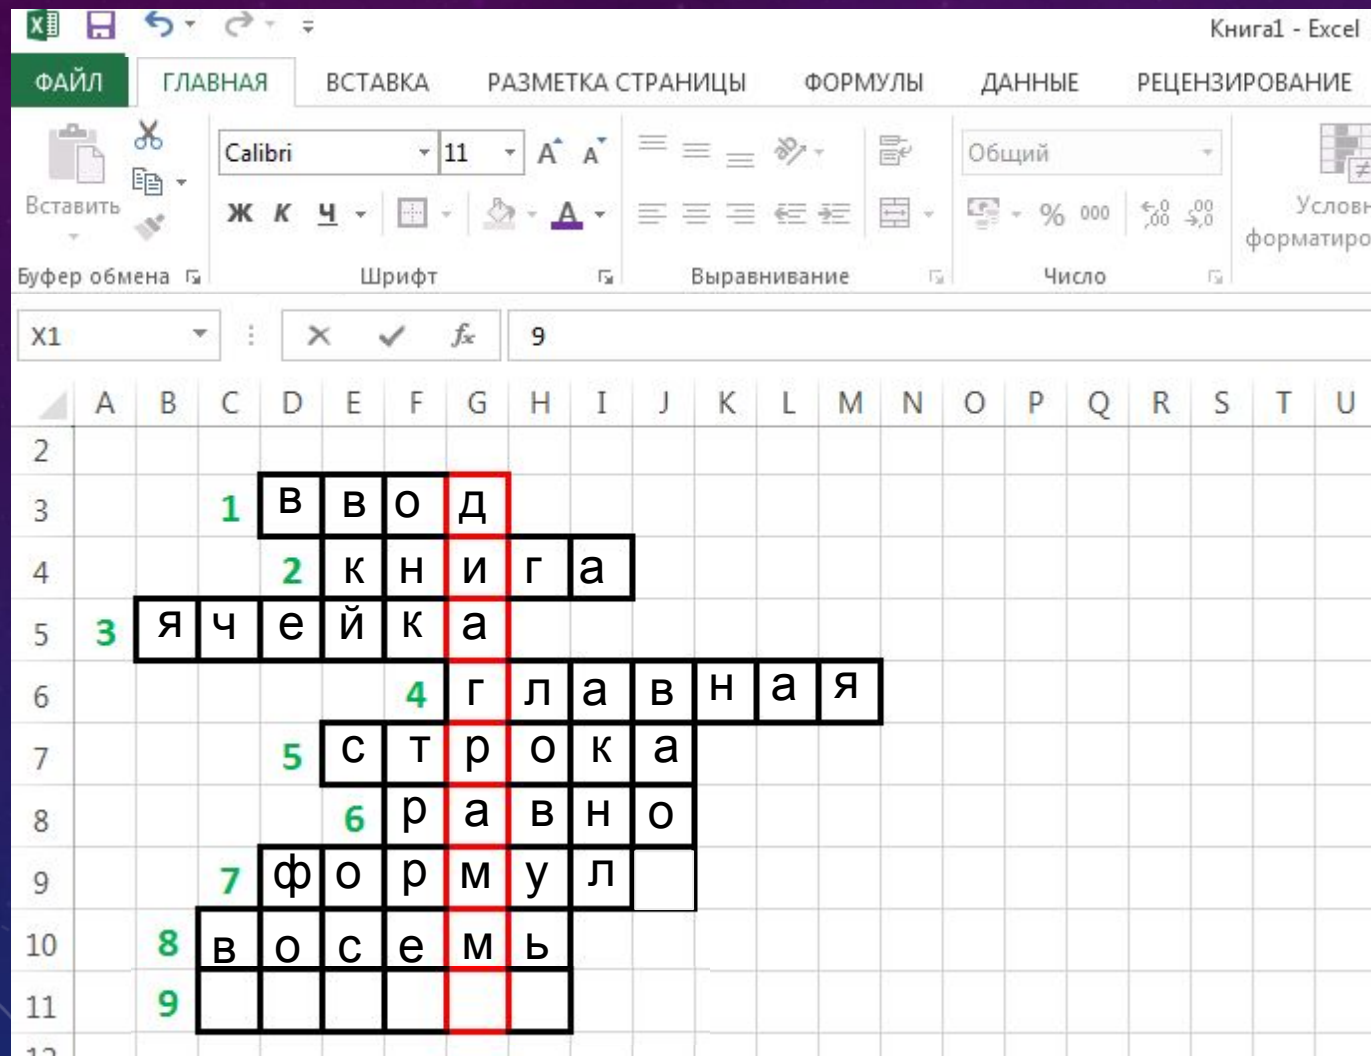 Книга1 - Excel
ФАЙЛ ГЛАВНАЯ ВСТАВКА РАЗМЕТКА СТРАНИЦЫ ФОРМУЛЫ ДАННЫЕ РЕЦЕНЗИРОВАНИЕ
Calibri 11 А А Общий
Вставить Ж К Ч А % 000 Условн
форматиро
Буфер обмена Шрифт Выравнивание Число
X1 fx 9
A B C D E F G H I J K L M N O P Q R S T U
2
3 1 в в о д
4 2 к н и г а
5 3 я ч е й к а
6 4 г л а в н а я
7 5 с т р о к а
8 6 р а в н о
9 7 ф о р м у л
10 8 в о с е м ь
11 9